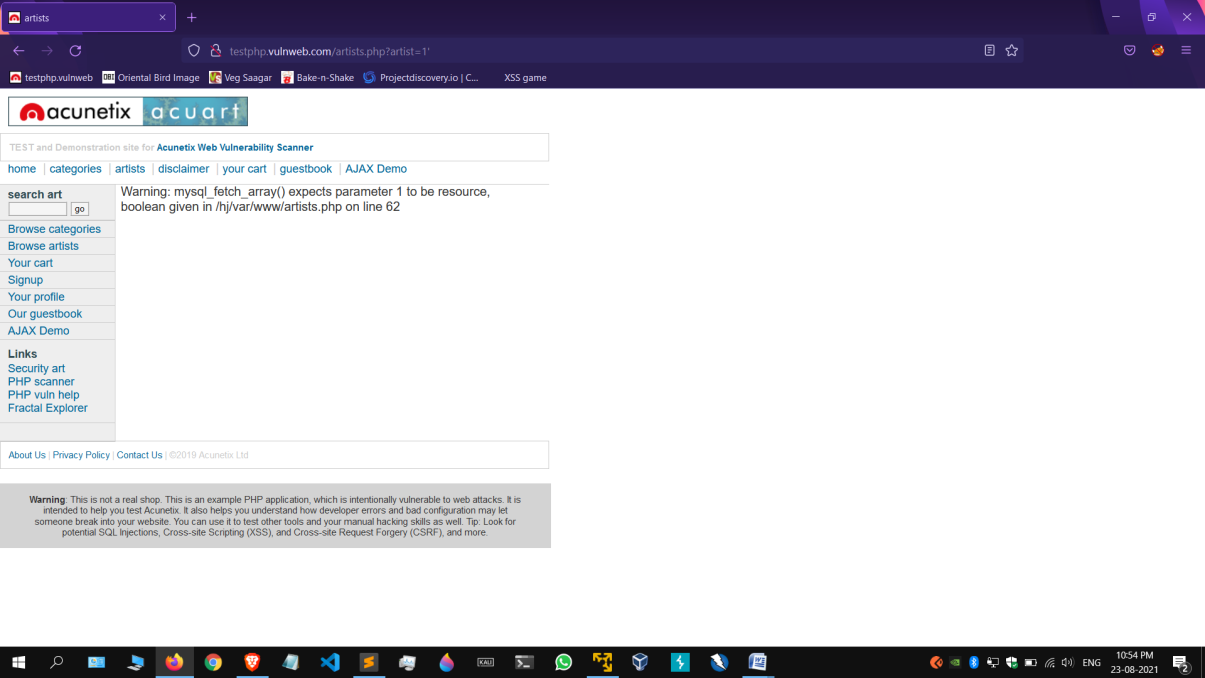 artists
testphp.vulnweb.com/artists.php?artist=1'
testphp.vulnweb OBI Oriental Bird Image Veg Saagar Bake-n-Shake Projectdiscovery.io | C... XSS game
acunetix acuart
TEST and Demonstration site for Acunetix Web Vulnerability Scanner
home | categories | artists | disclaimer | your cart | guestbook | AJAX Demo
search art
go
Browse categories
Browse artists
Your cart
Signup
Your profile
Our guestbook
AJAX Demo
Links
Security art
PHP scanner
PHP vuln help
Fractal Explorer
Warning: mysql_fetch_array() expects parameter 1 to be resource,
boolean given in /hj/var/www/artists.php on line 62
About Us | Privacy Policy | Contact Us | ©2019 Acunetix Ltd
Warning: This is not a real shop. This is an example PHP application, which is intentionally vulnerable to web attacks. It is
intended to help you test Acunetix. It also helps you understand how developer errors and bad configuration may let
someone break into your website. You can use it to test other tools and your manual hacking skills as well. Tip: Look for
potential SQL Injections, Cross-site Scripting (XSS), and Cross-site Request Forgery (CSRF), and more.
KALI
ENG
10:54 PM
23-08-2021
2